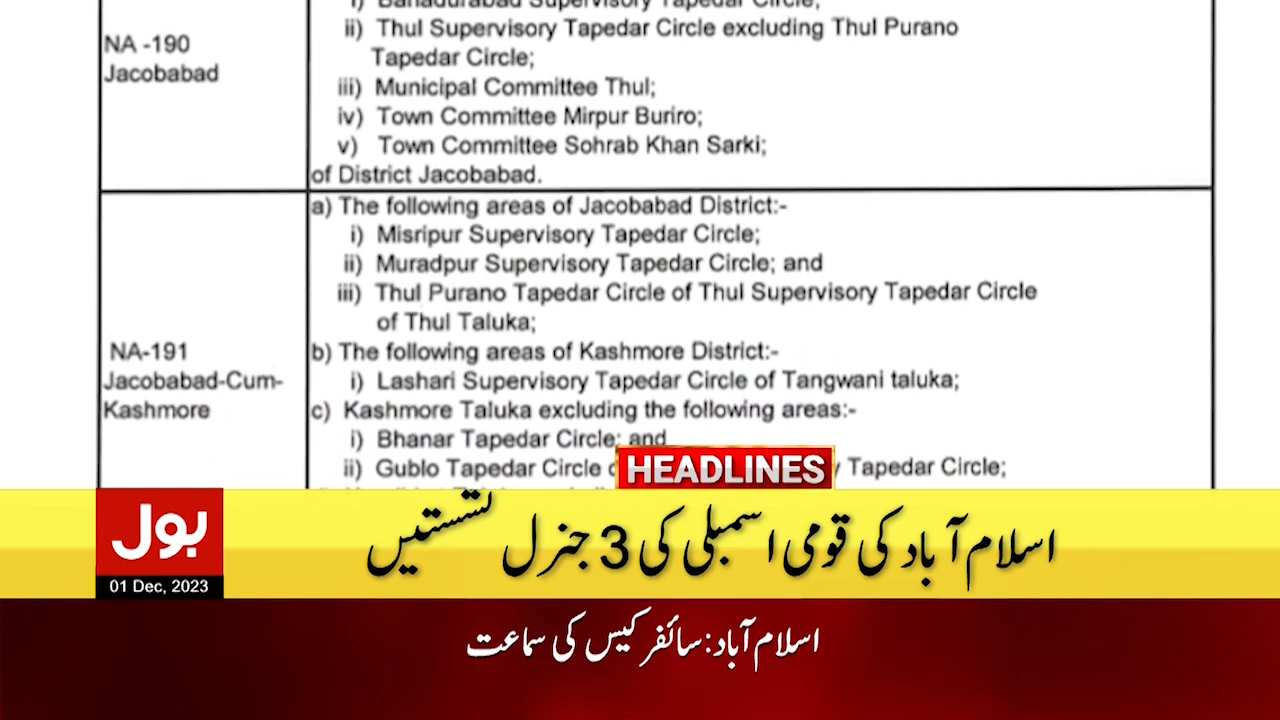 i) Bahadurabad Supervisory Tapedar Circle;
NA -190
Jacobabad
ii) Thul Supervisory Tapedar Circle excluding Thul Purano
Tapedar Circle;
iii) Municipal Committee Thul;
iv) Town Committee Mirpur Buriro;
v) Town Committee Sohrab Khan Sarki;
of District Jacobabad.
NA-191
Jacobabad-Cum-
Kashmore
a) The following areas of Jacobabad District:-
i) Misripur Supervisory Tapedar Circle;
ii) Muradpur Supervisory Tapedar Circle; and
iii) Thul Purano Tapedar Circle of Thul Supervisory Tapedar Circle
of Thul Taluka;
b) The following areas of Kashmore District:-
i) Lashari Supervisory Tapedar Circle of Tangwani taluka;
c) Kashmore Taluka excluding the following areas:-
i) Bhanar Tapedar Circle; and
ii) Gublo Tapedar Circle y Tapedar Circle;
HEADLINES
اسلام آباد کی قومی اسمبلی کی 3 جنرل نشستیں
بول
01 Dec, 2023
اسلام آباد: سائفر کیس کی سماعت